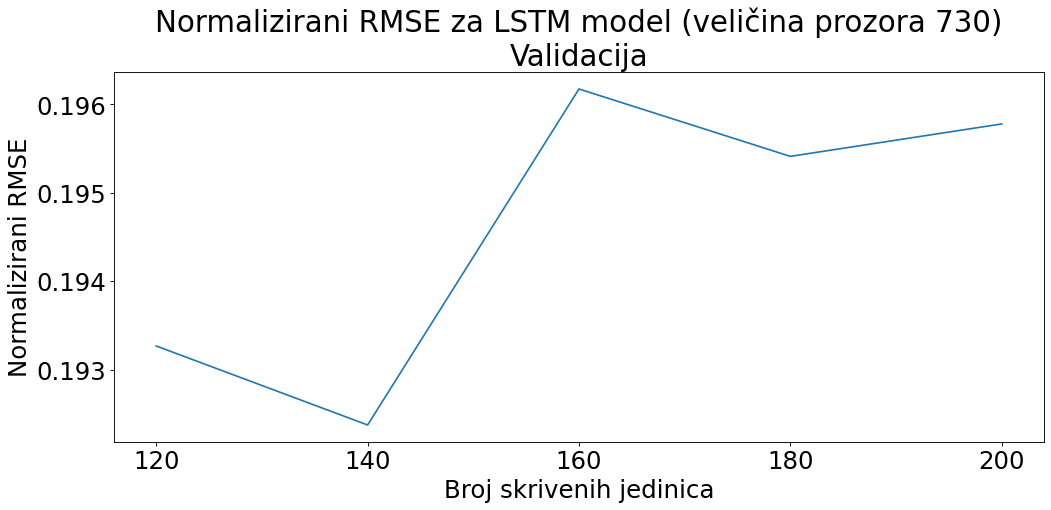 Normalizirani RMSE za LSTM model (veličina prozora 730)
Validacija
Normalizirani RMSE
0.196
0.195
0.194
0.193
120 140 160 180 200
Broj skrivenih jedinica